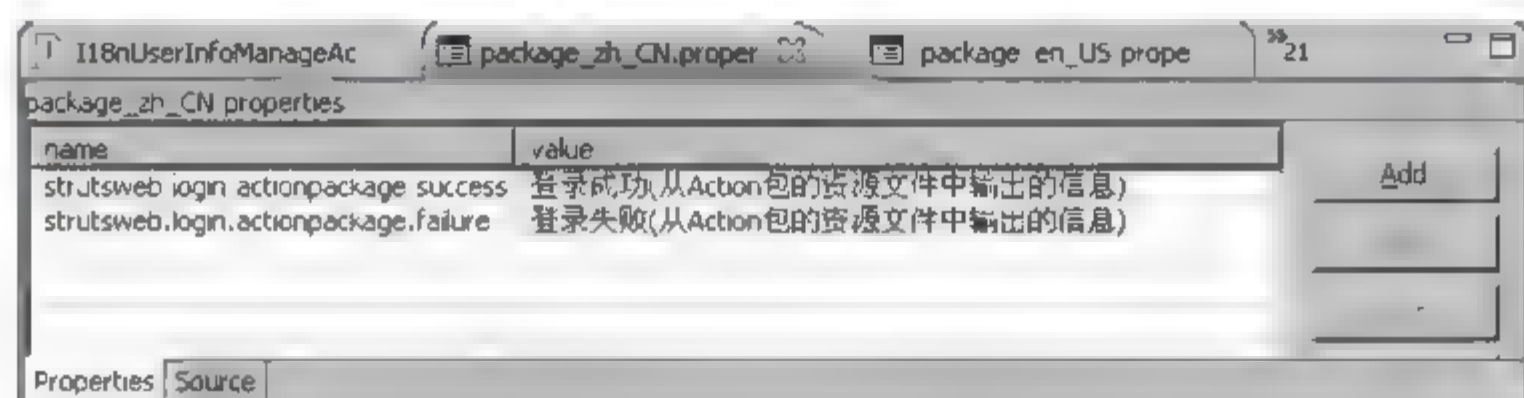 I18nUserInfoManageAc package_zh_CN.proper package en_US prope 21
package_zh_CN properties
name value
strutsweb login actionpackage success 登录成功(从Action包的资源文件中输出的信息)
Add
strutsweb.login.actionpackage.failure 登录失败(从Action包的资源文件中输出的信息)
Properties Source